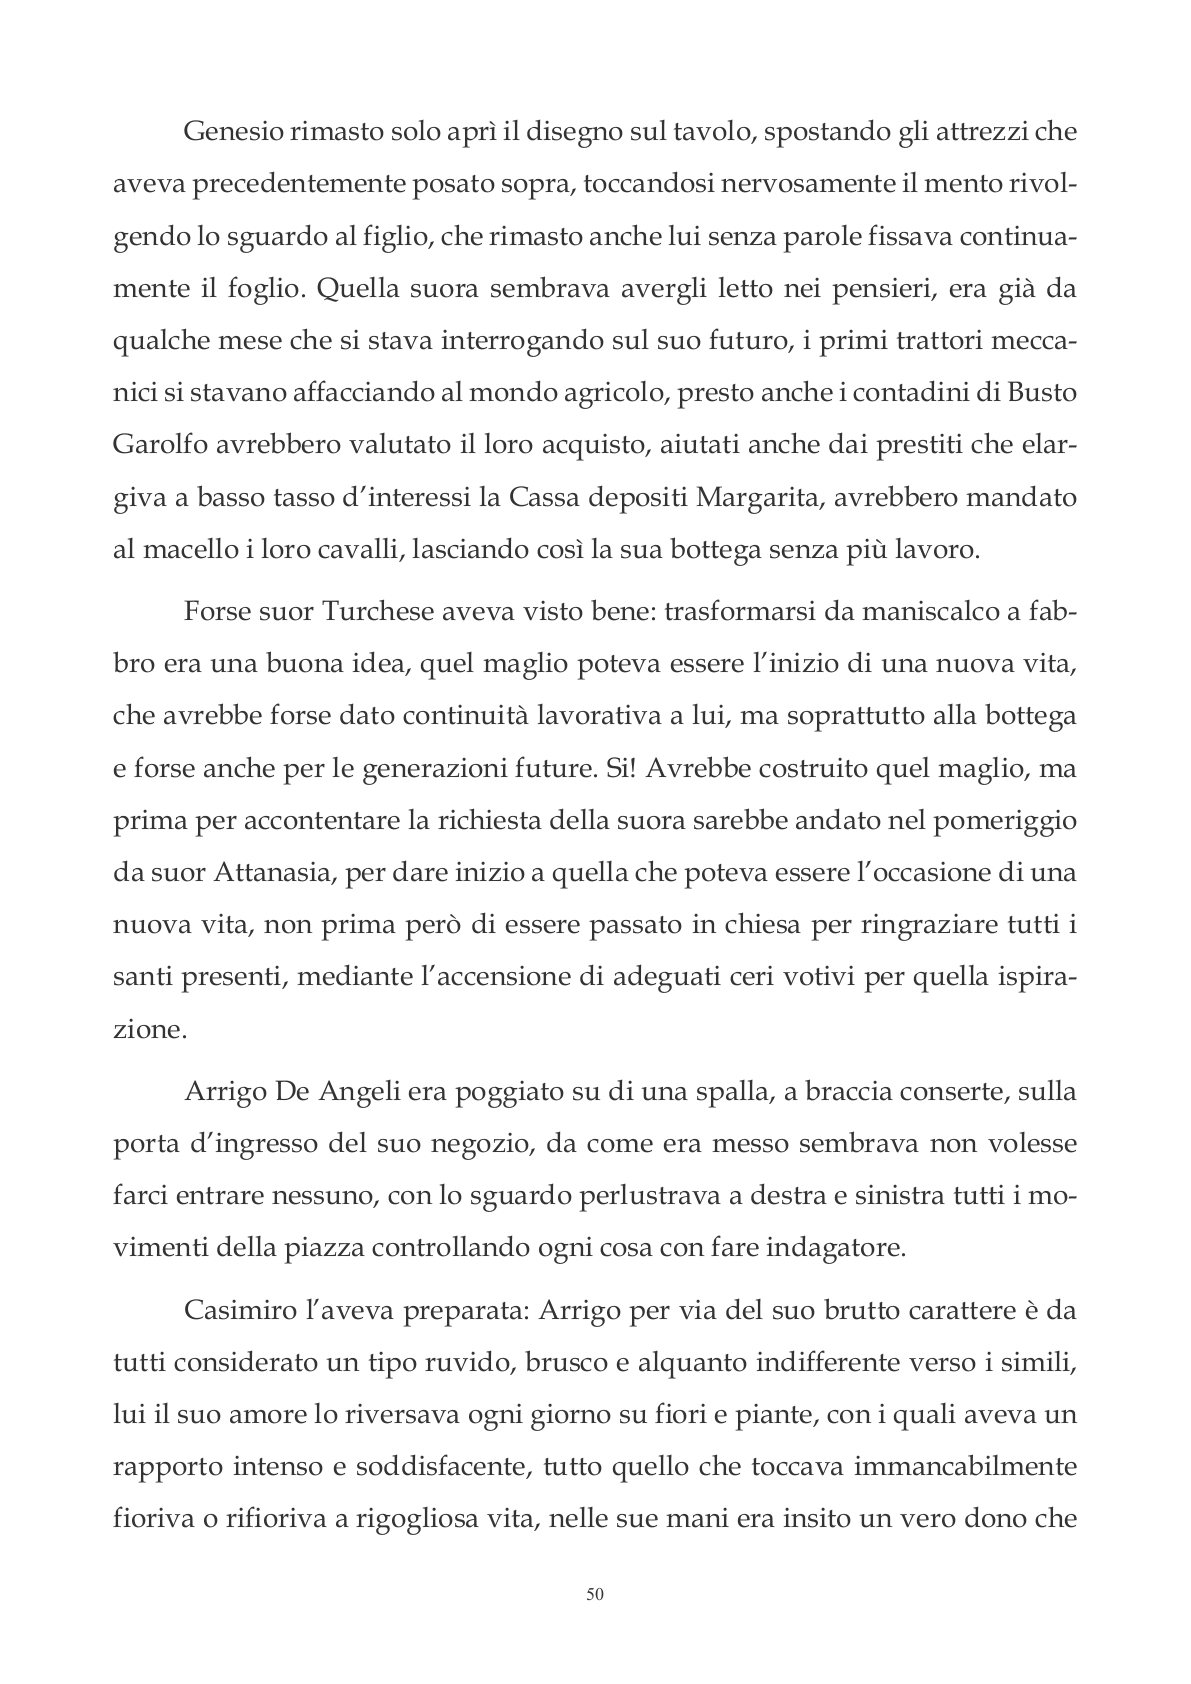 Genesio rimasto solo aprì il disegno sul tavolo, spostando gli attrezzi che
aveva precedentemente posato sopra, toccandosi nervosamente il mento rivol-
gendo lo sguardo al figlio, che rimasto anche lui senza parole fissava continua-
mente il foglio. Quella suora sembrava avergli letto nei pensieri, era già da
qualche mese che si stava interrogando sul suo futuro, i primi trattori mecca-
nici si stavano affacciando al mondo agricolo, presto anche i contadini di Busto
Garolfo avrebbero valutato il loro acquisto, aiutati anche dai prestiti che elar-
giva a basso tasso d’interessi la Cassa depositi Margarita, avrebbero mandato
al macello i loro cavalli, lasciando così la sua bottega senza più lavoro.
Forse suor Turchese aveva visto bene: trasformarsi da maniscalco a fab-
bro era una buona idea, quel maglio poteva essere l’inizio di una nuova vita,
che avrebbe forse dato continuità lavorativa a lui, ma soprattutto alla bottega
e forse anche per le generazioni future. Si! Avrebbe costruito quel maglio, ma
prima per accontentare la richiesta della suora sarebbe andato nel pomeriggio
da suor Attanasia, per dare inizio a quella che poteva essere l’occasione di una
nuova vita, non prima però di essere passato in chiesa per ringraziare tutti i
santi presenti, mediante l’accensione di adeguati ceri votivi per quella ispira-
zione.
Arrigo De Angeli era poggiato su di una spalla, a braccia conserte, sulla
porta d’ingresso del suo negozio, da come era messo sembrava non volesse
farci entrare nessuno, con lo sguardo perlustrava a destra e sinistra tutti i mo-
vimenti della piazza controllando ogni cosa con fare indagatore.
Casimiro l’aveva preparata: Arrigo per via del suo brutto carattere è da
tutti considerato un tipo ruvido, brusco e alquanto indifferente verso i simili,
lui il suo amore lo riversava ogni giorno su fiori e piante, con i quali aveva un
rapporto intenso e soddisfacente, tutto quello che toccava immancabilmente
fioriva o rifioriva a rigogliosa vita, nelle sue mani era insito un vero dono che
50